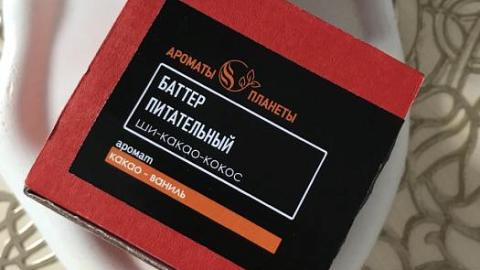 АРОМАТЫ ПЛАНЕТЫ
БАТТЕР
ПИТАТЕЛЬНЫЙ
ШИ-КАКАО-КОКОС
аромат
какао - ваниль